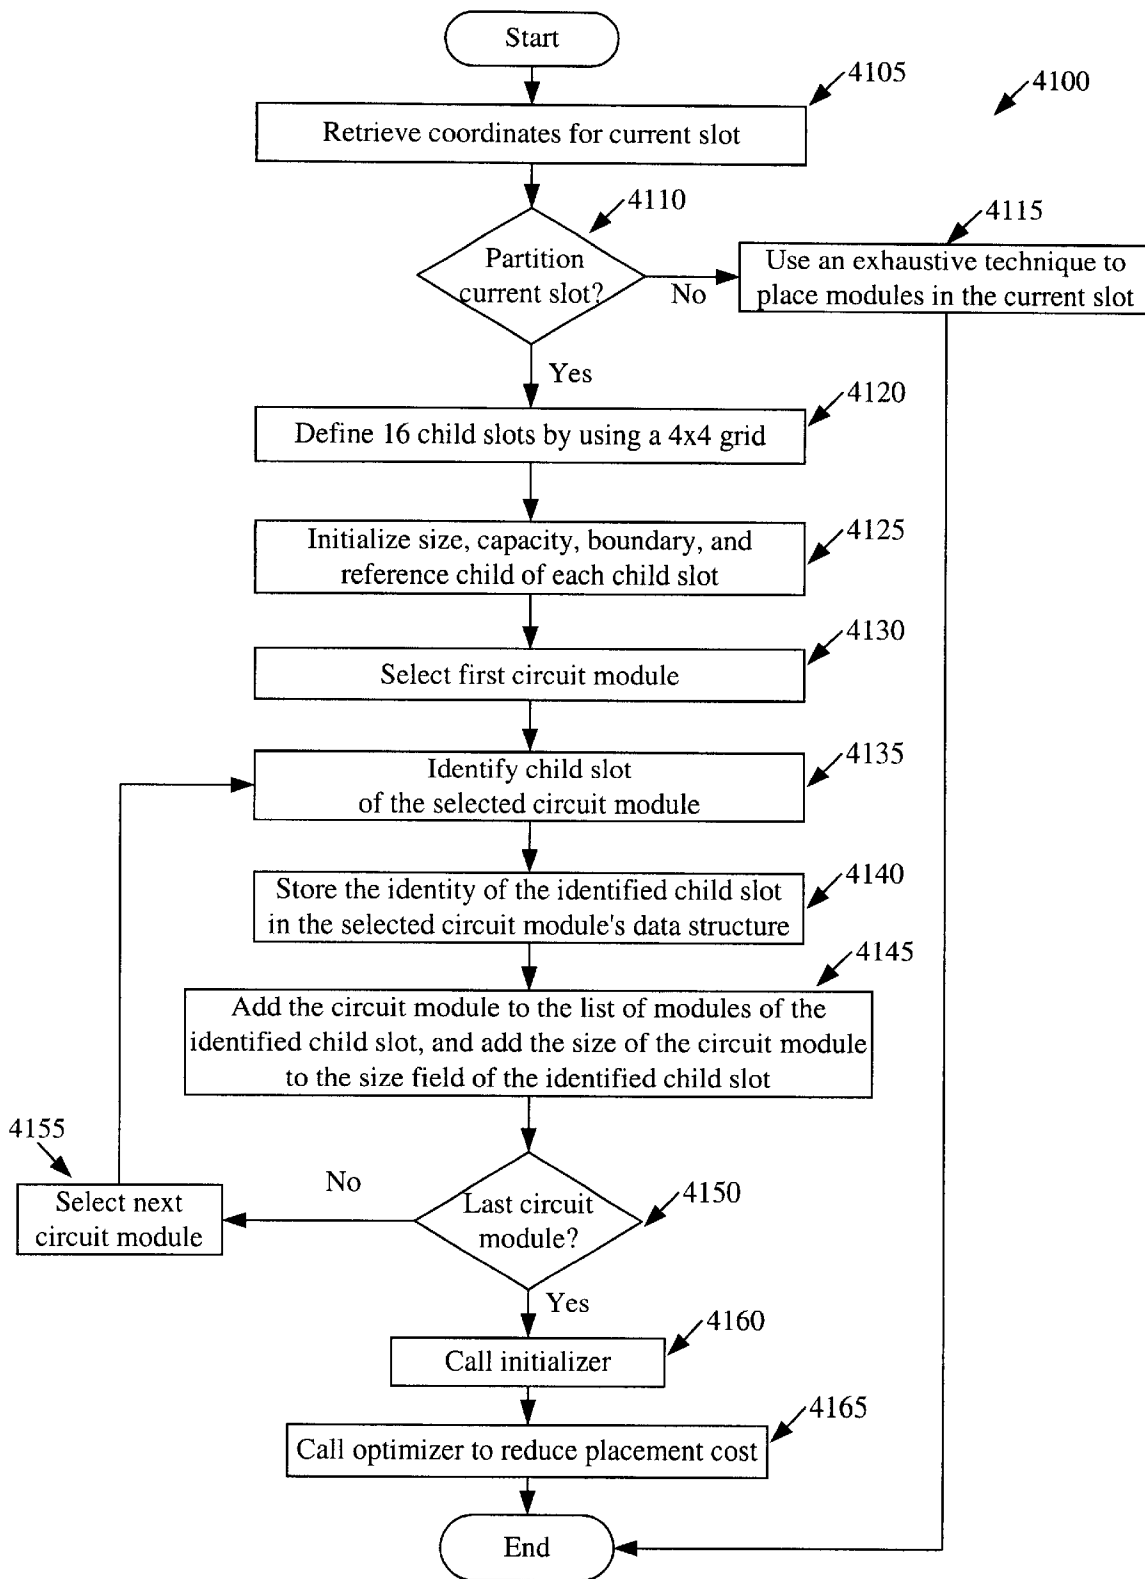 Start
4105
4100
Retrieve coordinates for current slot
4110
4115
Partition
current slot?
No
Use an exhaustive technique to
place modules in the current slot
Yes
4120
Define 16 child slots by using a 4x4 grid
4125
Initialize size, capacity, boundary, and
reference child of each child slot
4130
Select first circuit module
4135
Identify child slot
of the selected circuit module
4140
Store the identity of the identified child slot
in the selected circuit module's data structure
4145
Add the circuit module to the list of modules of the
identified child slot, and add the size of the circuit module
to the size field of the identified child slot
4155
Select next
circuit module
No
Last circuit
module?
4150
Yes
4160
Call initializer
4165
Call optimizer to reduce placement cost
End